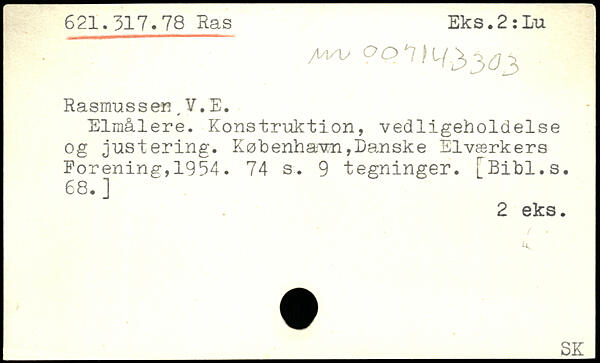 621.317.78 Ras Eks.2:Lu
007143303
Rasmussen, V.E.
Elmålere. Konstruktion, vedligeholdelse
og justering. København,Danske Elværkers
Forening,1954. 74 s. 9 tegninger. [Bibl.s.
68.]
2 eks.
SK